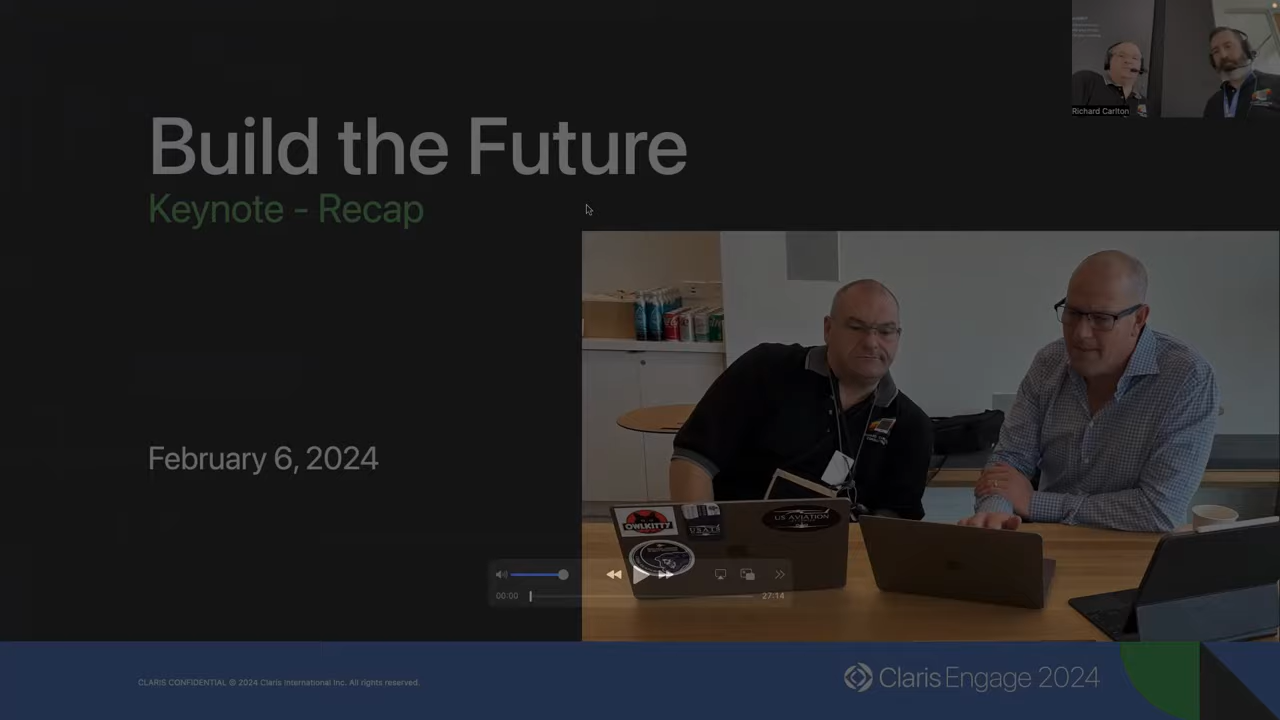 Build the Future
Keynote - Recap
Richard Carlton
February 6, 2024
OWLKITTY
US AVIATION
00:00
27:14
CLARIS CONFIDENTIAL © 2024 Claris International Inc. All rights reserved.
Claris Engage 2024